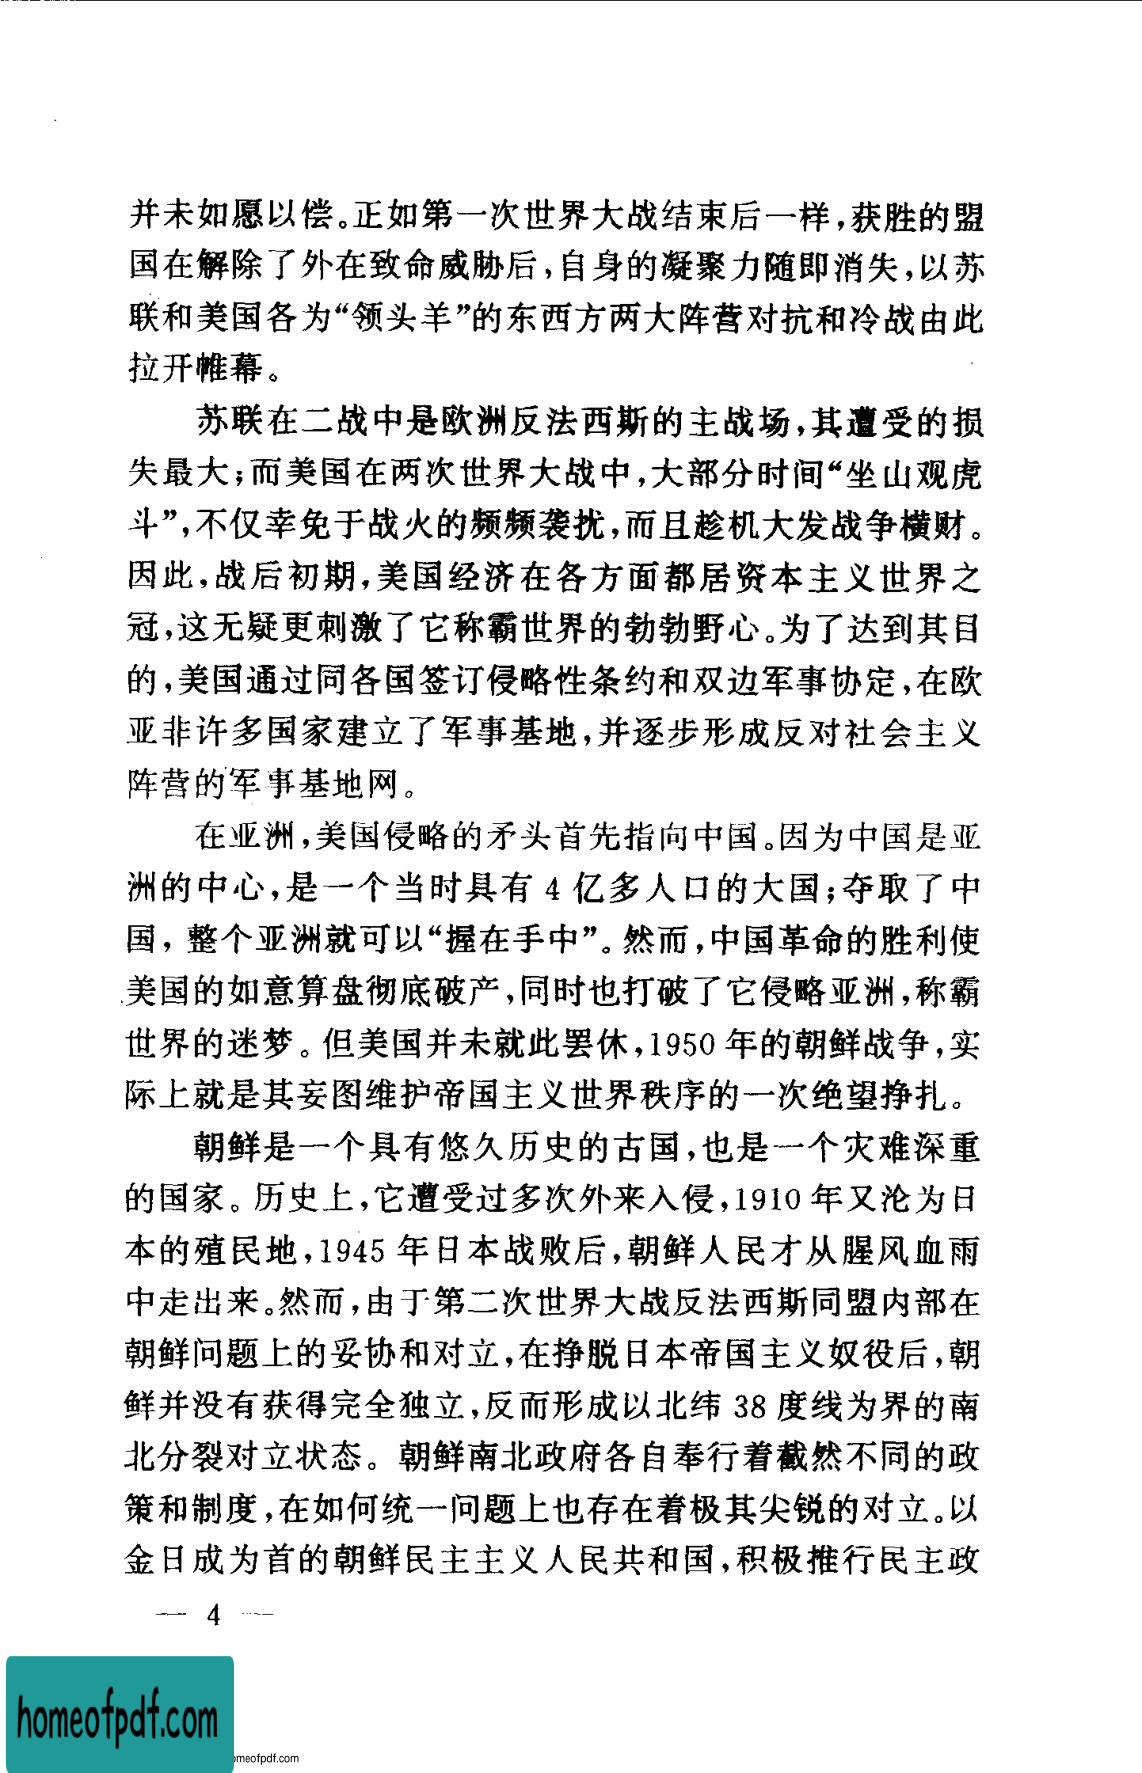 并未如愿以偿。正如第一次世界大战结束后一样，获胜的盟
国在解除了外在致命威胁后，自身的凝聚力随即消失，以苏
联和美国各为“领头羊”的东西方两大阵营对抗和冷战由此
拉开帷幕。
苏联在二战中是欧洲反法西斯的主战场，其遭受的损
失最大；而美国在两次世界大战中，大部分时间“坐山观虎
斗”，不仅幸免于战火的频频袭扰，而且趁机大发战争横财。
因此，战后初期，美国经济在各方面都居资本主义世界之
冠，这无疑更刺激了它称霸世界的勃勃野心。为了达到其目
的，美国通过同各国签订侵略性条约和双边军事协定，在欧
亚非许多国家建立了军事基地，并逐步形成反对社会主义
阵营的军事基地网。
在亚洲，美国侵略的矛头首先指向中国。因为中国是亚
洲的中心，是一个当时具有 4 亿多人口的大国；夺取了中
国，整个亚洲就可以“握在手中”。然而，中国革命的胜利使
美国的如意算盘彻底破产，同时也打破了它侵略亚洲，称霸
世界的迷梦。但美国并未就此罢休，1950 年的朝鲜战争，实
际上就是其妄图维护帝国主义世界秩序的一次绝望挣扎。
朝鲜是一个具有悠久历史的古国，也是一个灾难深重
的国家。历史上，它遭受过多次外来入侵，1910 年又沦为日
本的殖民地，1945 年日本战败后，朝鲜人民才从腥风血雨
中走出来。然而，由于第二次世界大战反法西斯同盟内部在
朝鲜问题上的妥协和对立，在挣脱日本帝国主义奴役后，朝
鲜并没有获得完全独立，反而形成以北纬 38 度线为界的南
北分裂对立状态。朝鲜南北政府各自奉行着截然不同的政
策和制度，在如何统一问题上也存在着极其尖锐的对立。以
金日成为首的朝鲜民主主义人民共和国，积极推行民主政
— 4 —
homeofpdf.com
omeofpdf.com